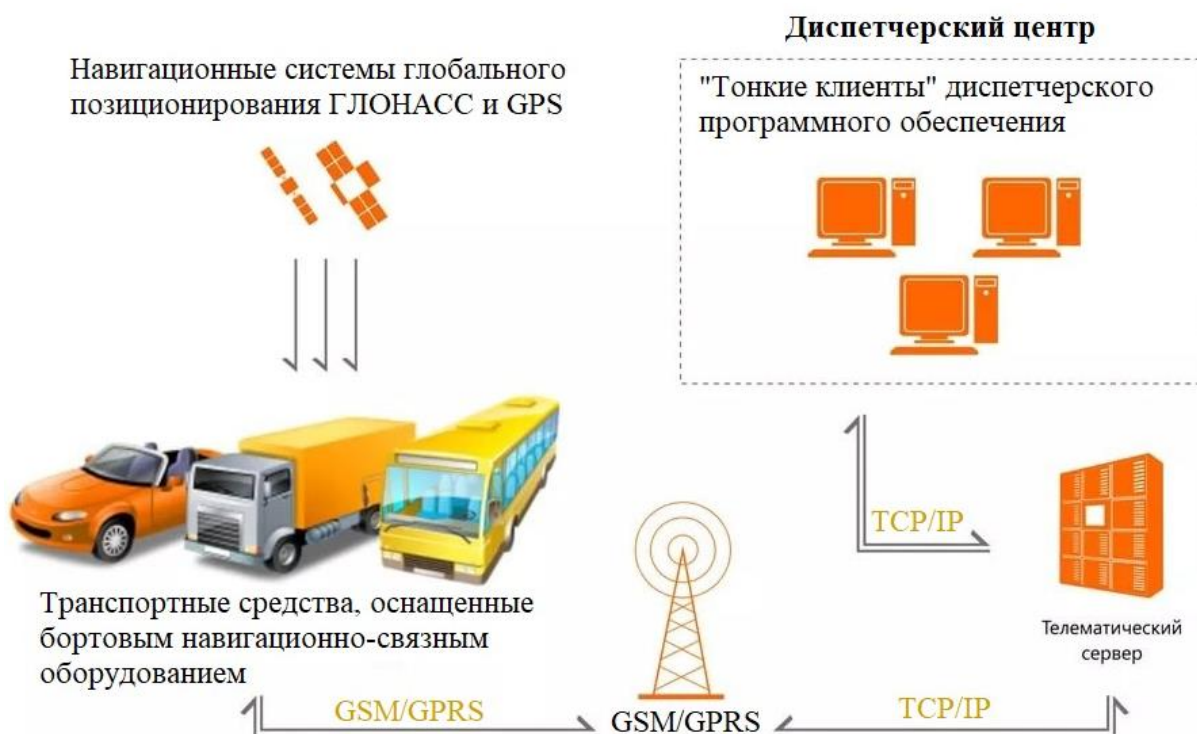 Диспетчерский центр
Навигационные системы глобального
позиционирования ГЛОНАСС и GPS
"Тонкие клиенты" диспетчерского
программного обеспечения
TCP/IP
Транспортные средства, оснащенные
бортовым навигационно-связным
оборудованием
Телематический
сервер
GSM/GPRS
GSM/GPRS
TCP/IP